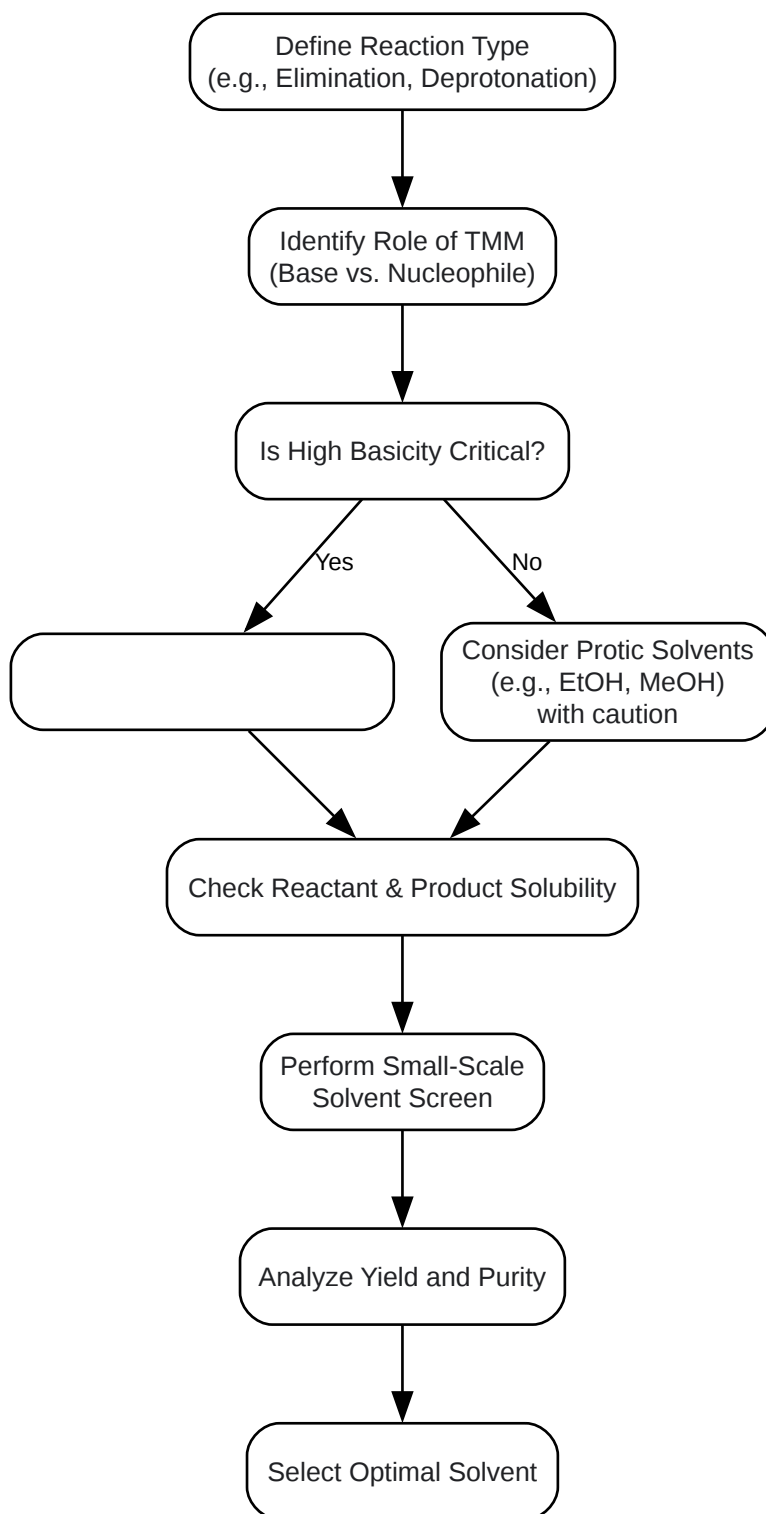 Define Reaction Type
(e.g., Elimination, Deprotonation)
Identify Role of TMM
(Base vs. Nucleophile)
Is High Basicity Critical?
Yes
No
Consider Protic Solvents
(e.g., EtOH, MeOH)
with caution
Check Reactant & Product Solubility
Perform Small-Scale
Solvent Screen
Analyze Yield and Purity
Select Optimal Solvent